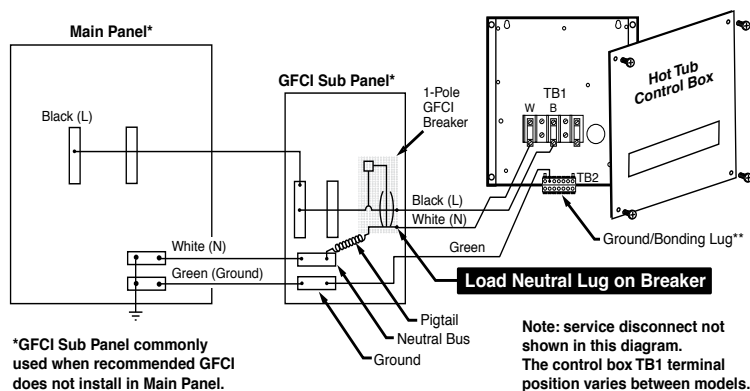 Main Panel*
GFCI Sub Panel*
1-Pole
GFCI
Breaker
Hot Tub
Control Box
TB1
W B
Black (L)
TB2
Black (L)
White (N)
Ground/Bonding Lug**
Green
White (N)
Green (Ground)
Load Neutral Lug on Breaker
Pigtail
Neutral Bus
Ground
*GFCI Sub Panel commonly
used when recommended GFCI
does not install in Main Panel.
Note: service disconnect not
shown in this diagram.
The control box TB1 terminal
position varies between models.